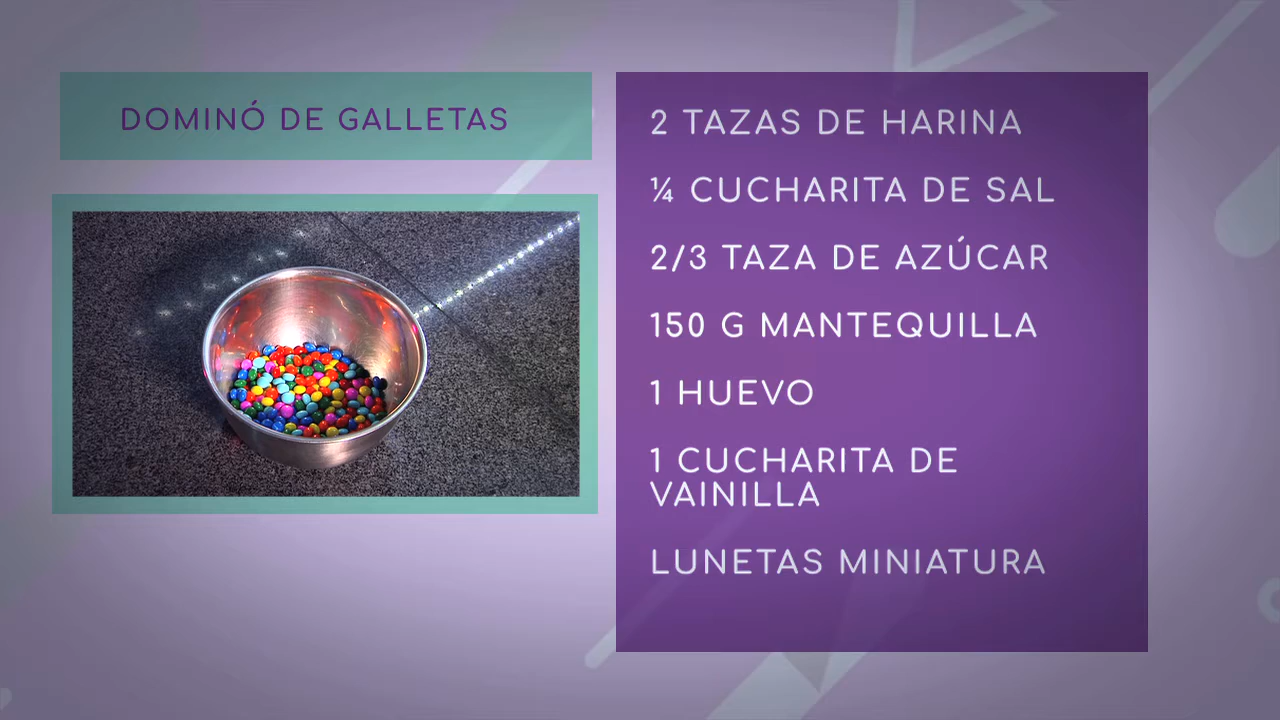 DOMINÓ DE GALLETAS
2 TAZAS DE HARINA
¼ CUCHARITA DE SAL
2/3 TAZA DE AZÚCAR
150 G MANTEQUILLA
1 HUEVO
1 CUCHARITA DE
VAINILLA
LUNETAS MINIATURA